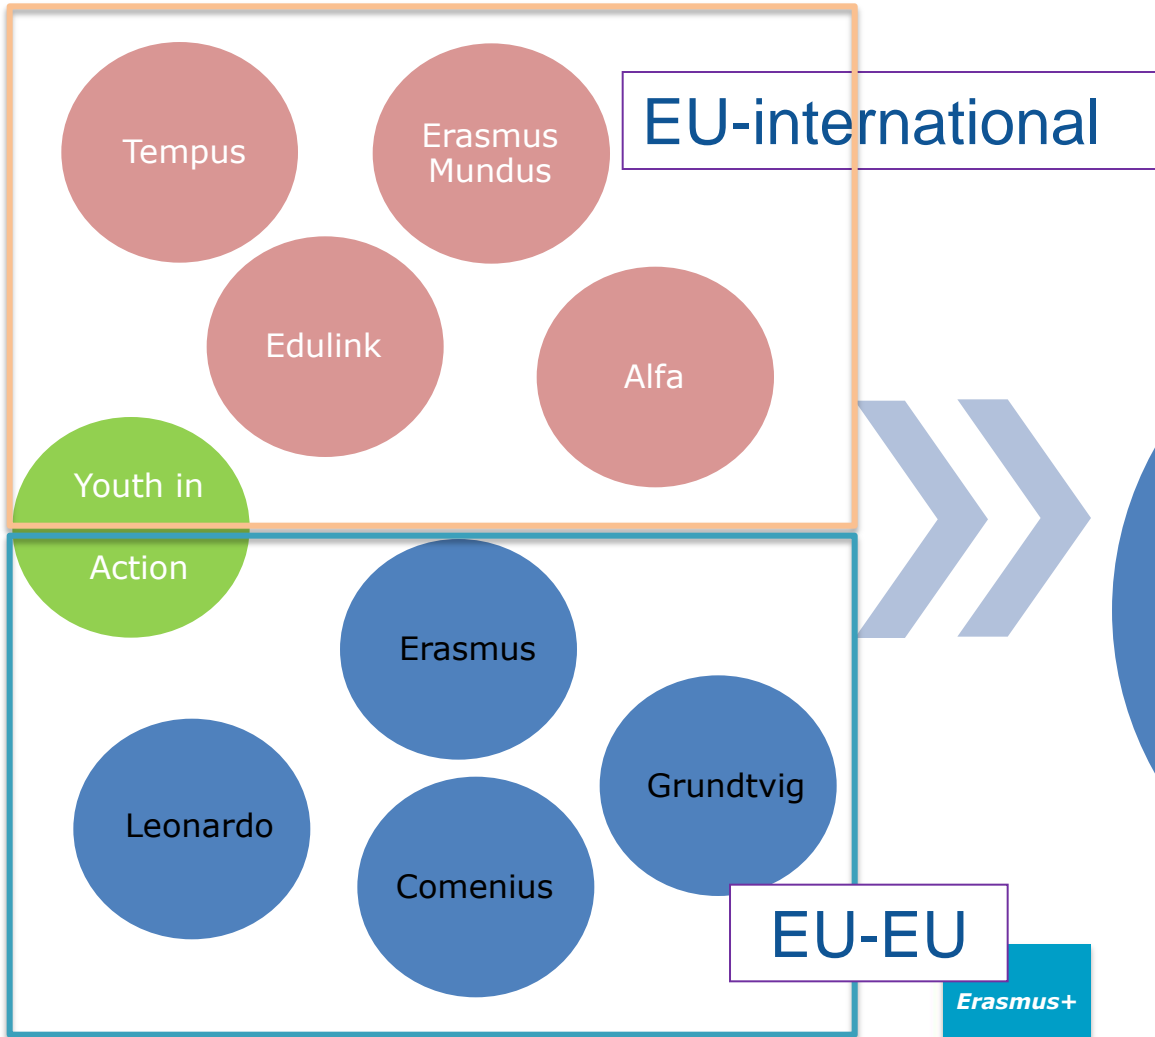 EU-international
Tempus
Erasmus
Mundus
Edulink
Alfa
Youth in
Action
Erasmus
Grundtvig
Leonardo
Comenius
EU-EU
Erasmus+